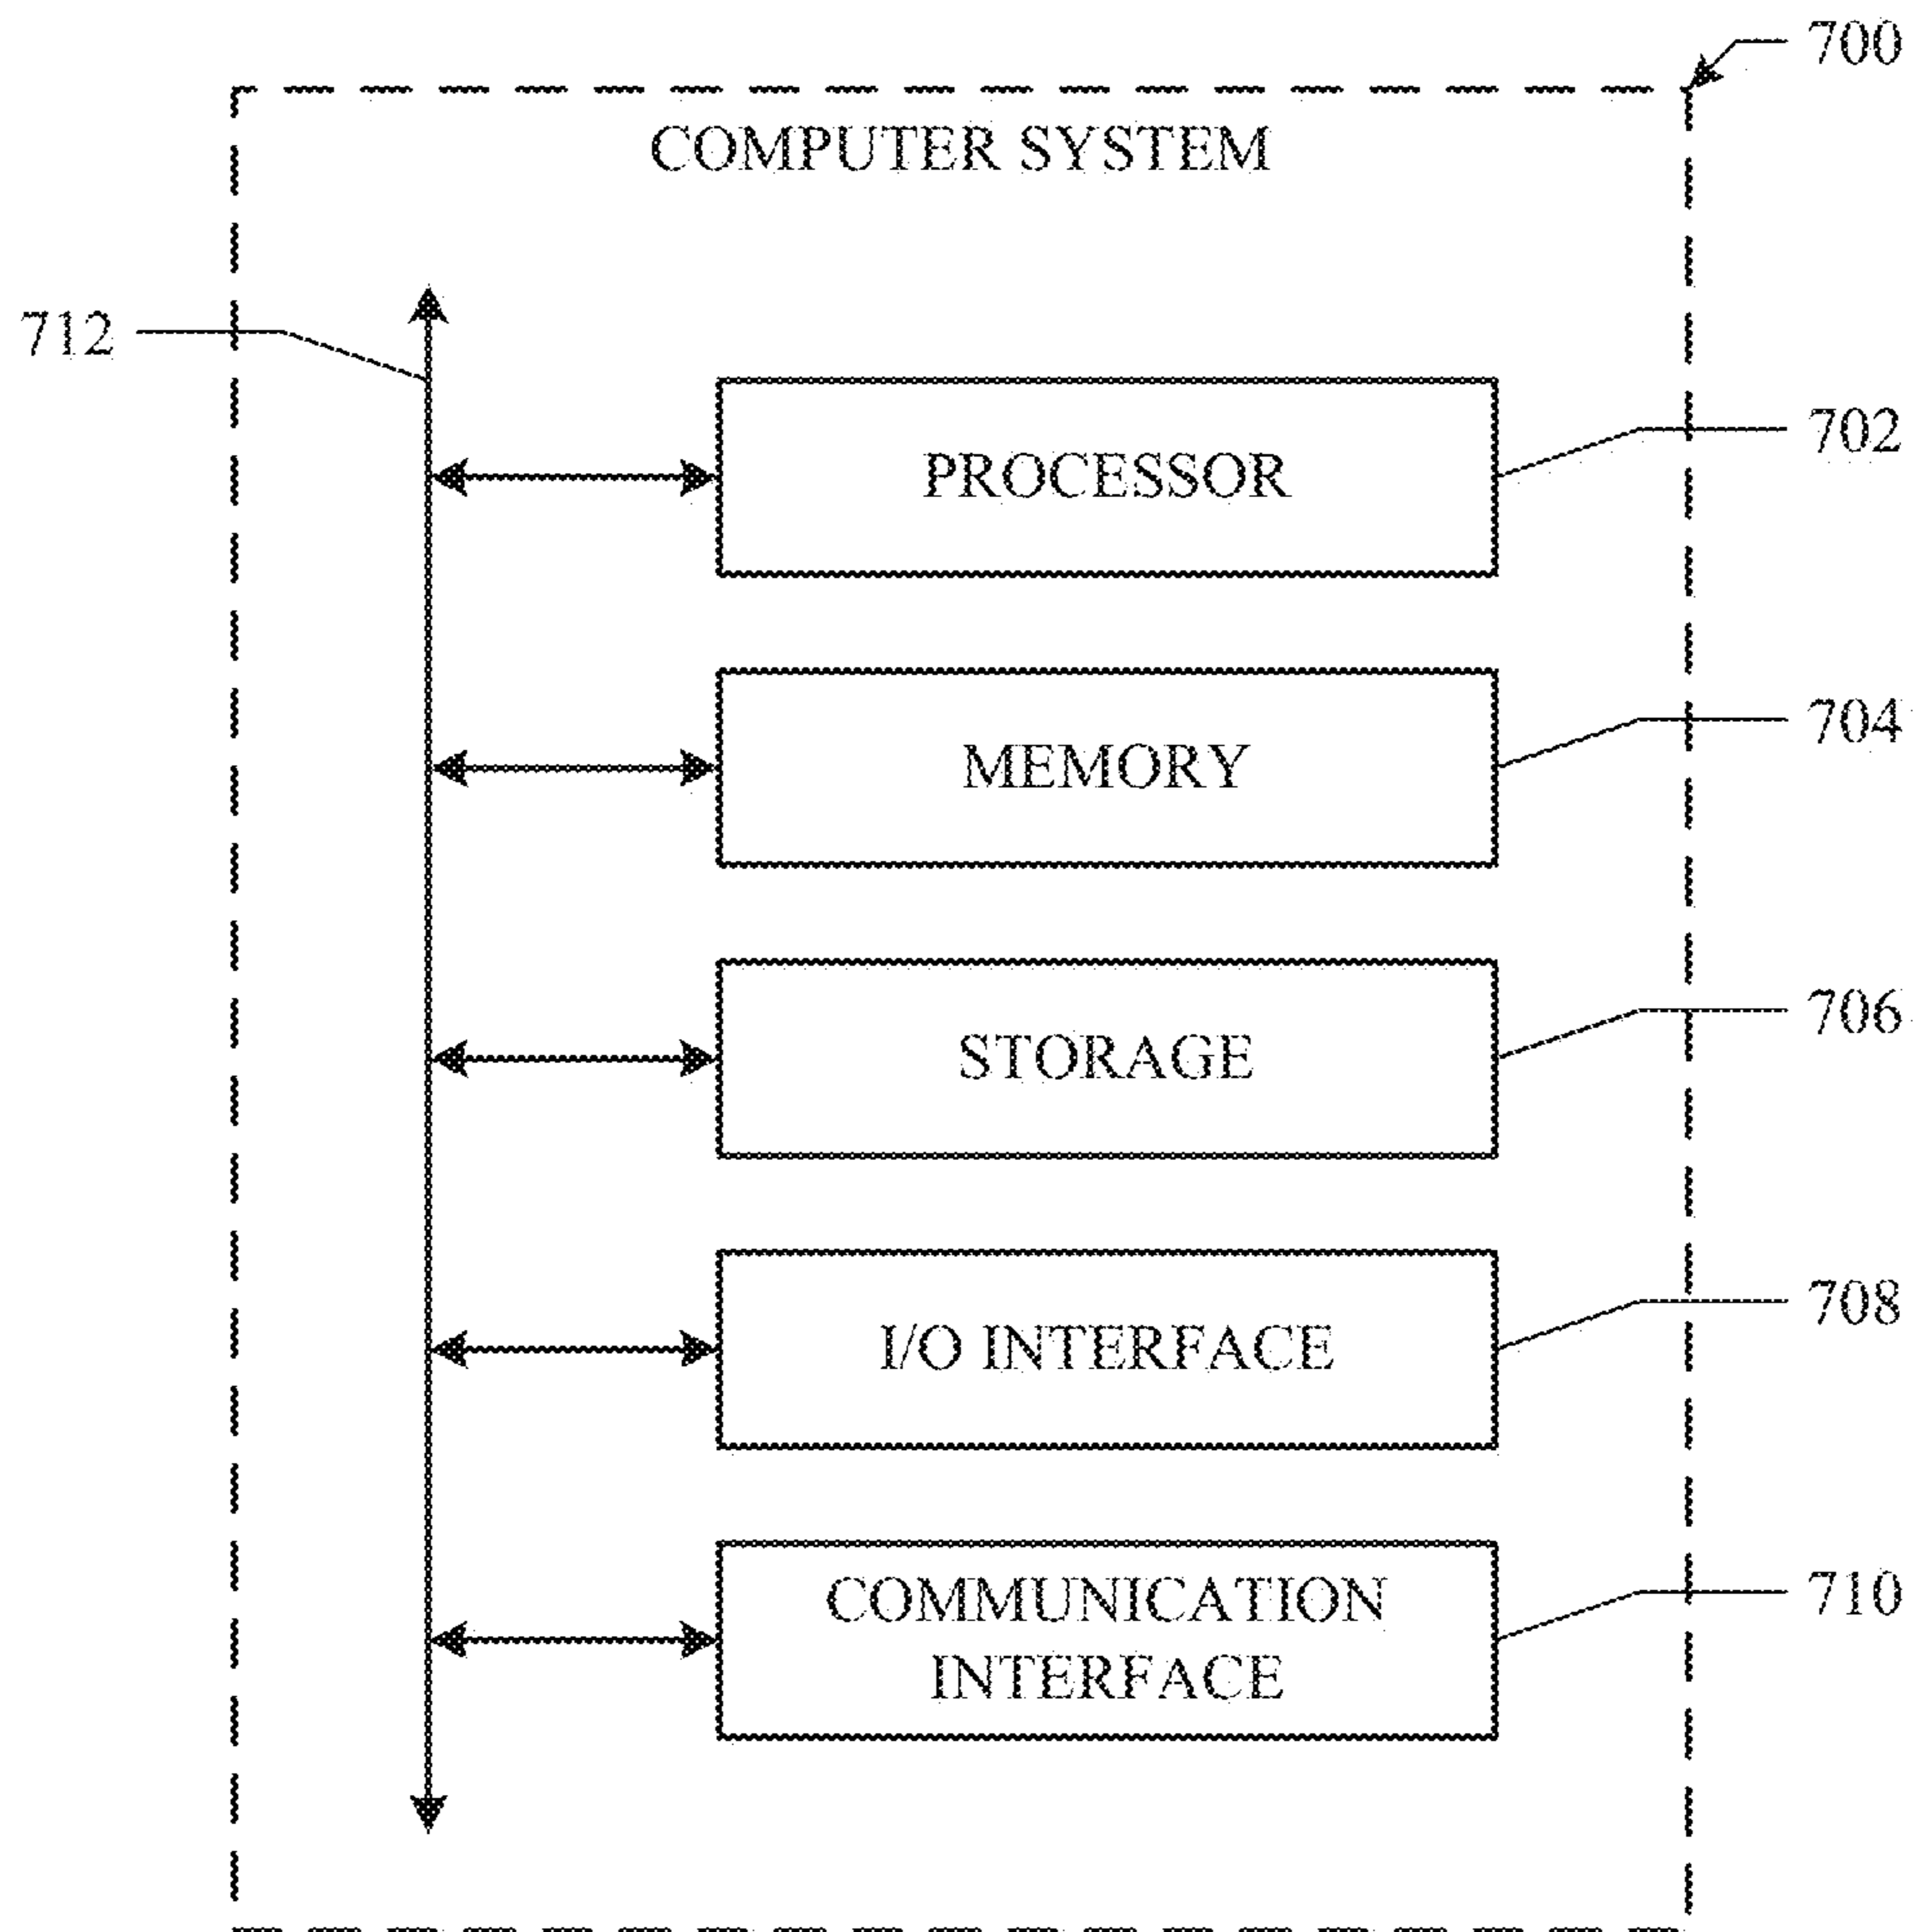 700
COMPUTER SYSTEM
712
PROCESSOR
702
MEMORY
704
STORAGE
706
I/O INTERFACE
708
COMMUNICATION
INTERFACE
710